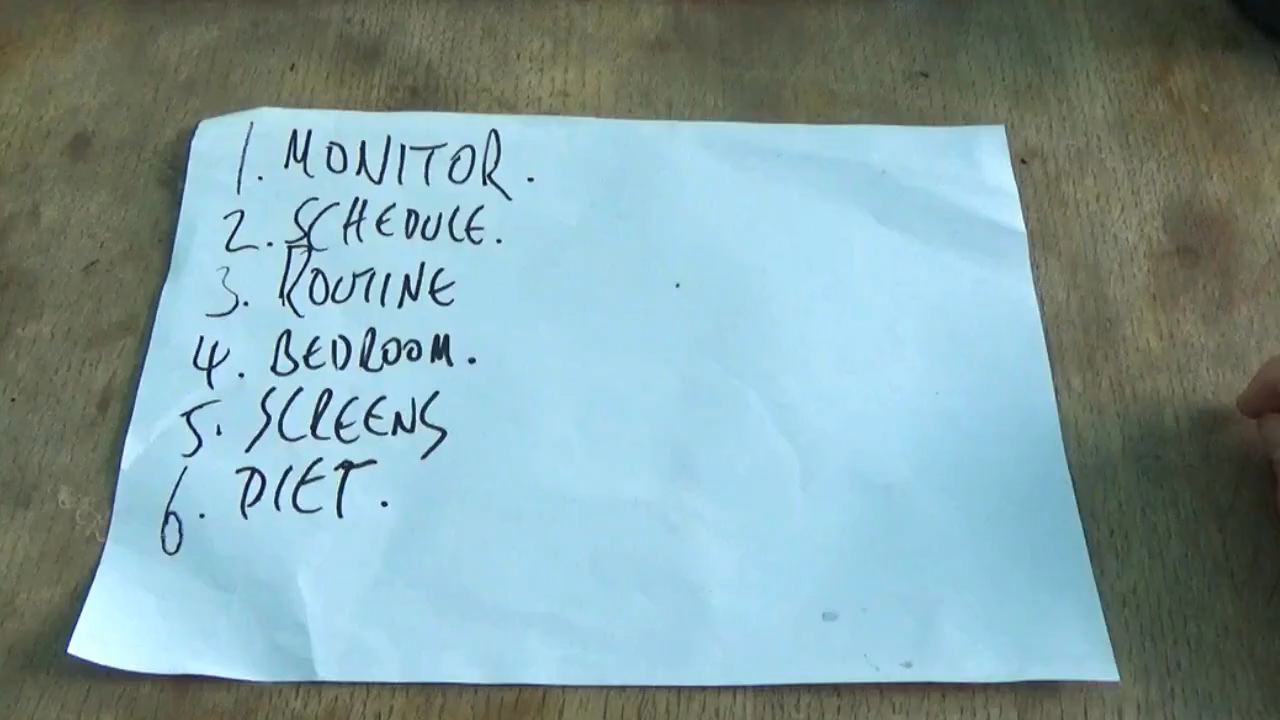 1. MONITOR.
2. SCHEDULE.
3. ROUTINE
4. BEDROOM.
5. SCREENS
6. DIET.